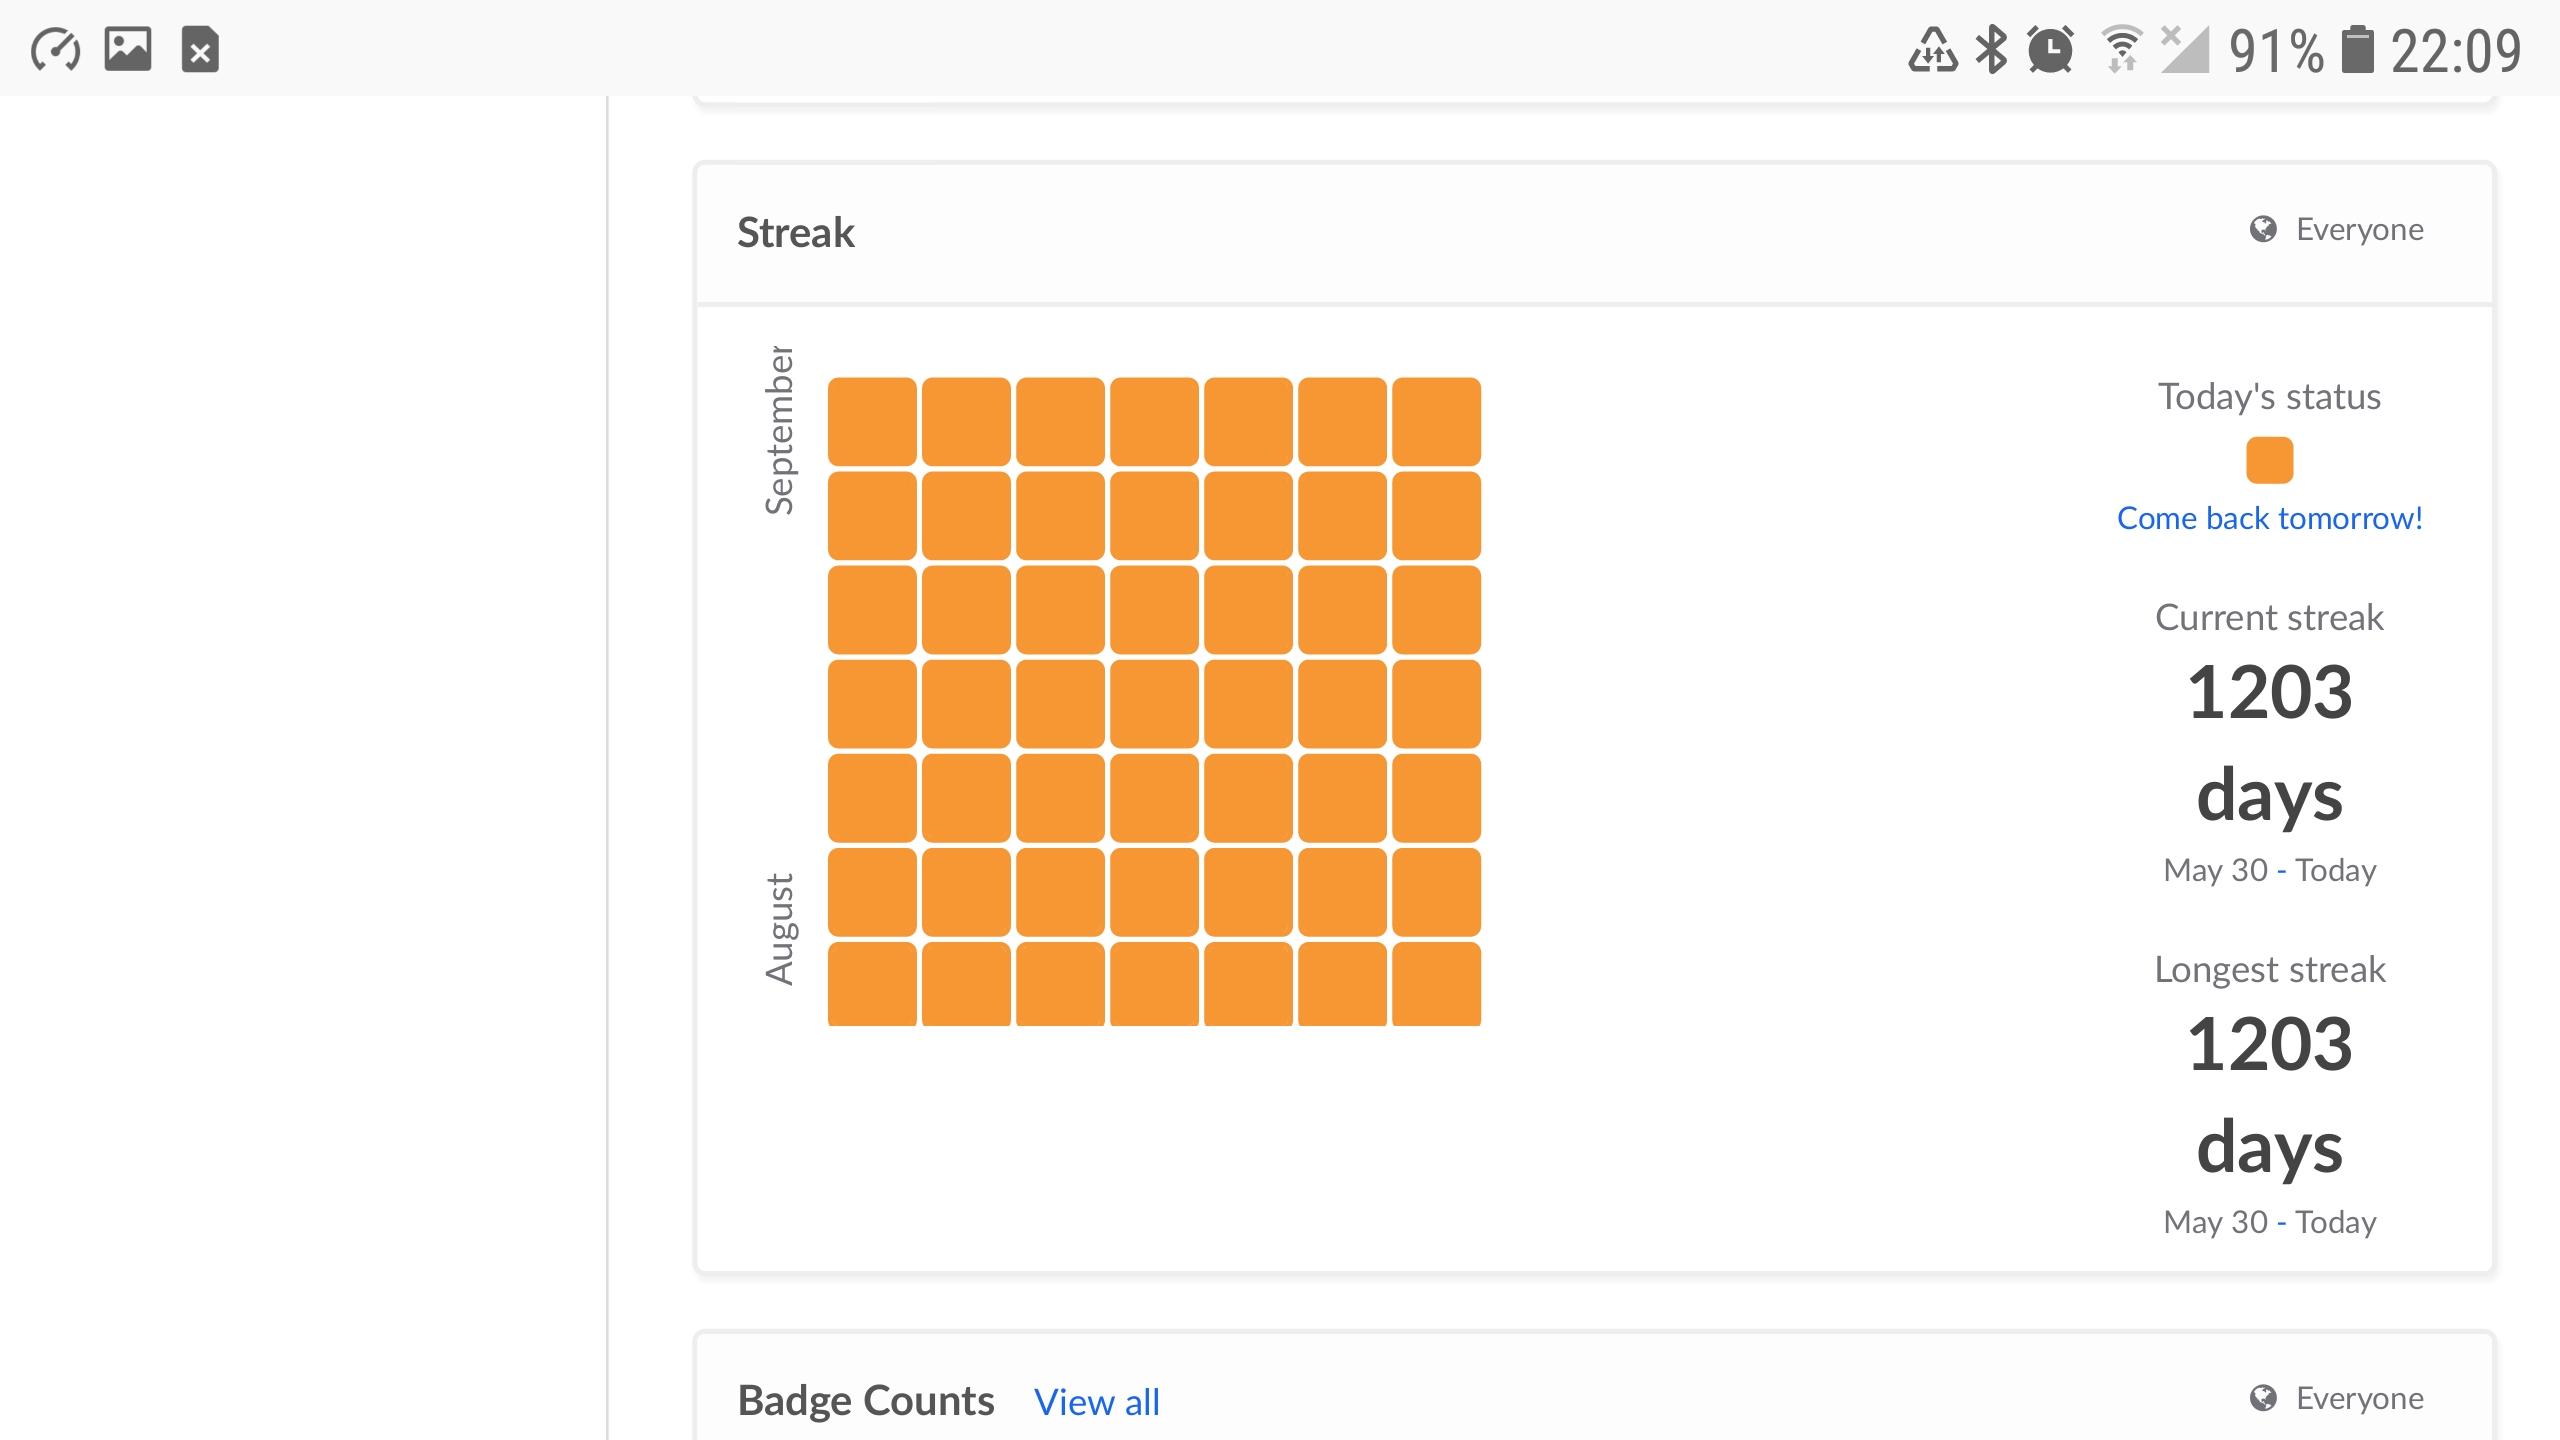 91% 22:09
Streak
Everyone
September
August
Today's status
Come back tomorrow!
Current streak
1203
days
May 30 - Today
Longest streak
1203
days
May 30 - Today
Badge Counts View all
Everyone